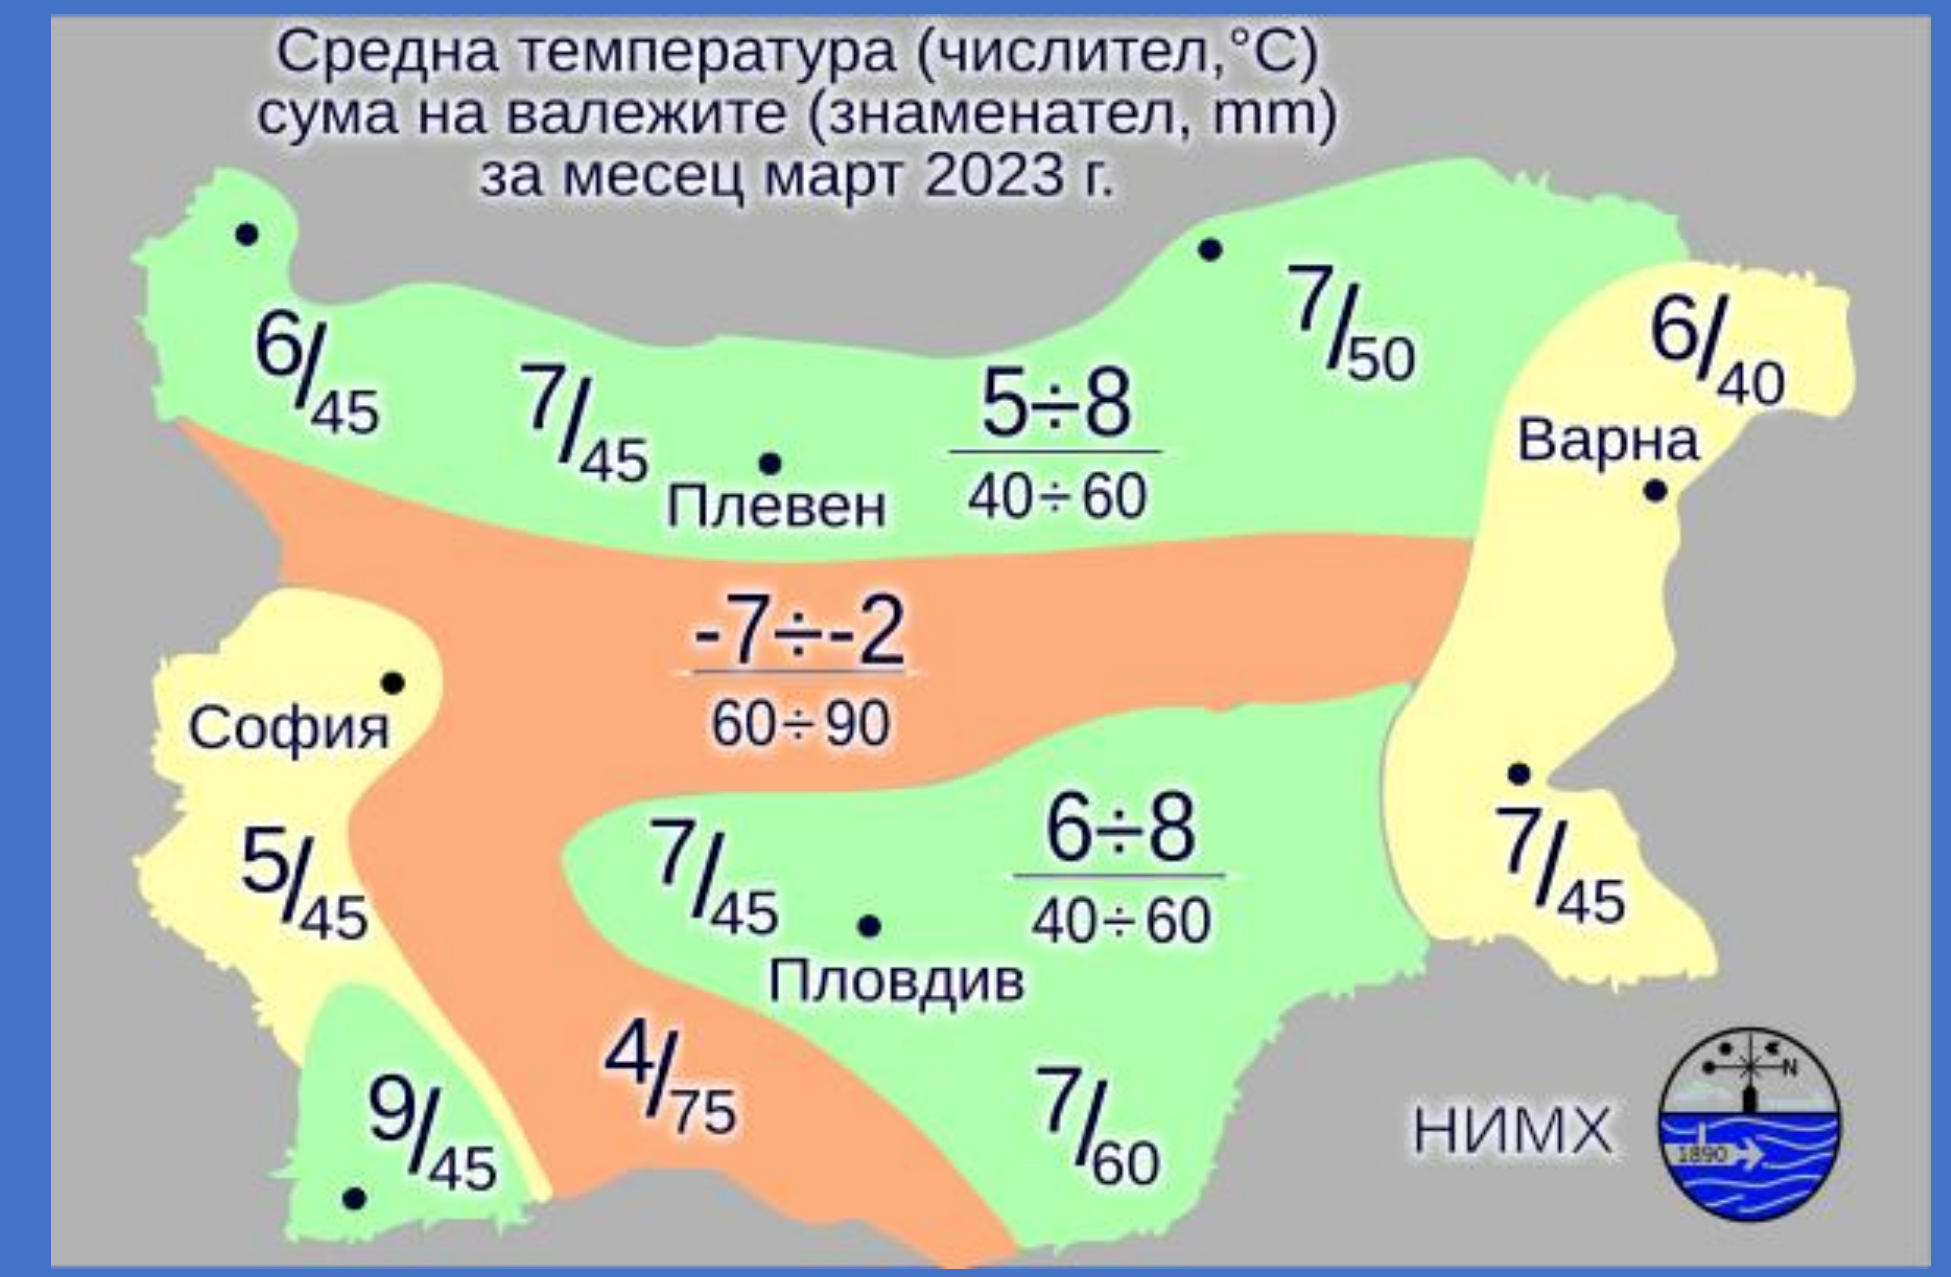 Средна температура (числител,°C)
сума на валежите (знаменател, mm)
за месец март 2023 г.
6/45
7/45
Плевен
5÷8
40÷60
7/50
6/40
Варна
-7÷-2
60÷90
София
5/45
7/45
Пловдив
6÷8
40÷60
7/45
9/45
4/75
7/60
НИМХ
N
1890